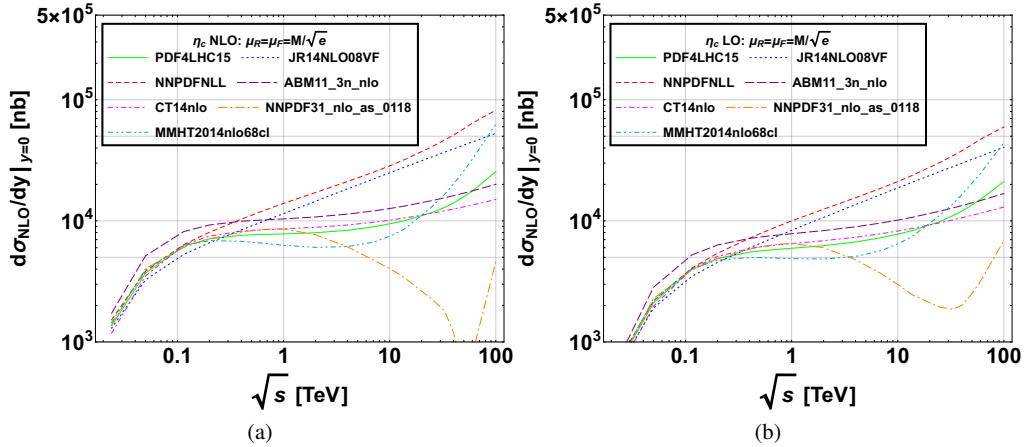 5×10⁴
η_c NLO: μ_R=μ_F=M/√e
PDF4LHC15 JR14NLO08VF
NNPDFNLL ABM11_3n_nlo
CT14nlo NNPDF31_nlo_as_0118
MMHT2014nlo68cl
10⁵
10⁴
10³
dσ_NLO/dy|_y=0 [nb]
0.1 1 10 100
√s [TeV]
(a)
5×10⁵
η_c LO: μ_R=μ_F=M/√e
PDF4LHC15 JR14NLO08VF
NNPDFNLL ABM11_3n_nlo
CT14nlo NNPDF31_nlo_as_0118
MMHT2014nlo68cl
10⁵
10⁴
10³
dσ_NLO/dy|_y=0 [nb]
0.1 1 10 100
√s [TeV]
(b)